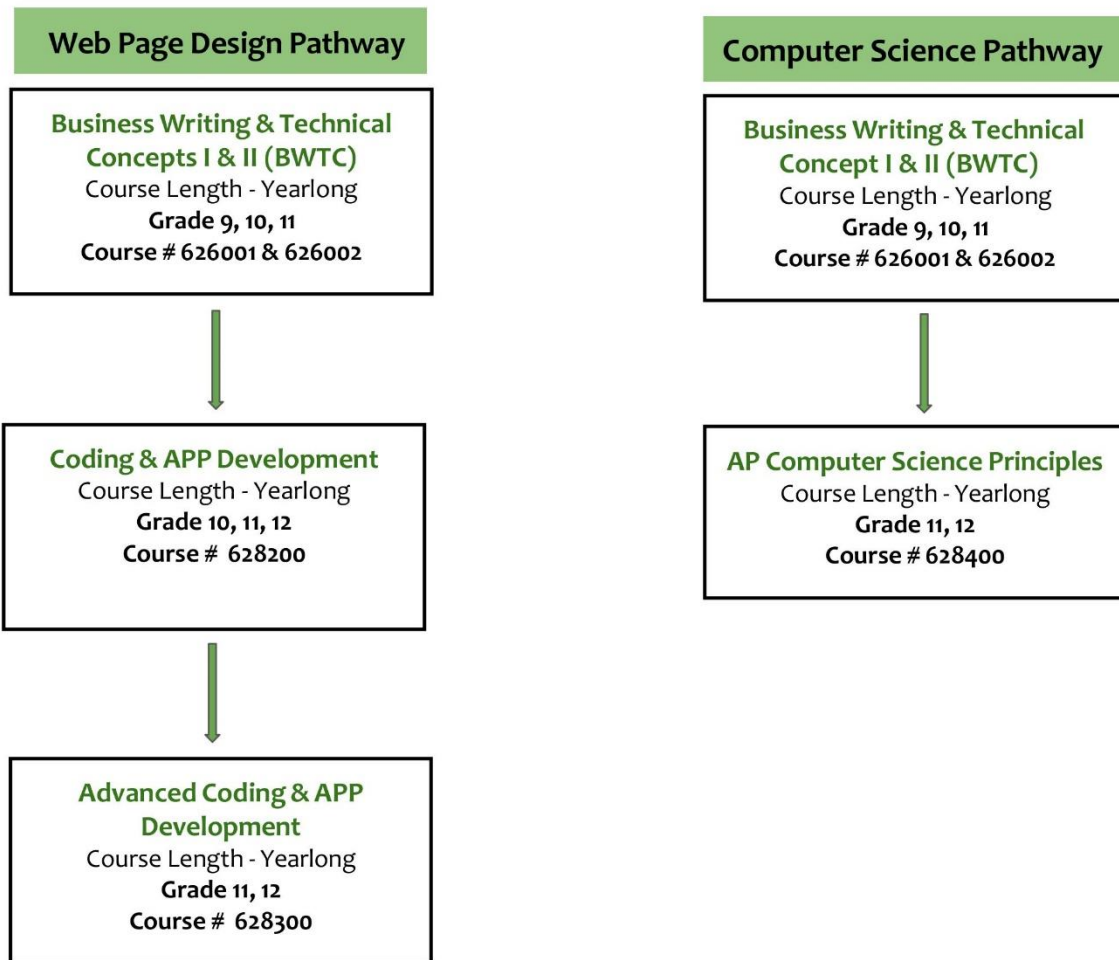 Web Page Design Pathway
Business Writing & Technical
Concepts I & II (BWTC)
Course Length - Yearlong
Grade 9, 10, 11
Course # 626001 & 626002
Coding & APP Development
Course Length - Yearlong
Grade 10, 11, 12
Course # 628200
Advanced Coding & APP
Development
Course Length - Yearlong
Grade 11, 12
Course # 628300
Computer Science Pathway
Business Writing & Technical
Concept I & II (BWTC)
Course Length - Yearlong
Grade 9, 10, 11
Course # 626001 & 626002
AP Computer Science Principles
Course Length - Yearlong
Grade 11, 12
Course # 628400